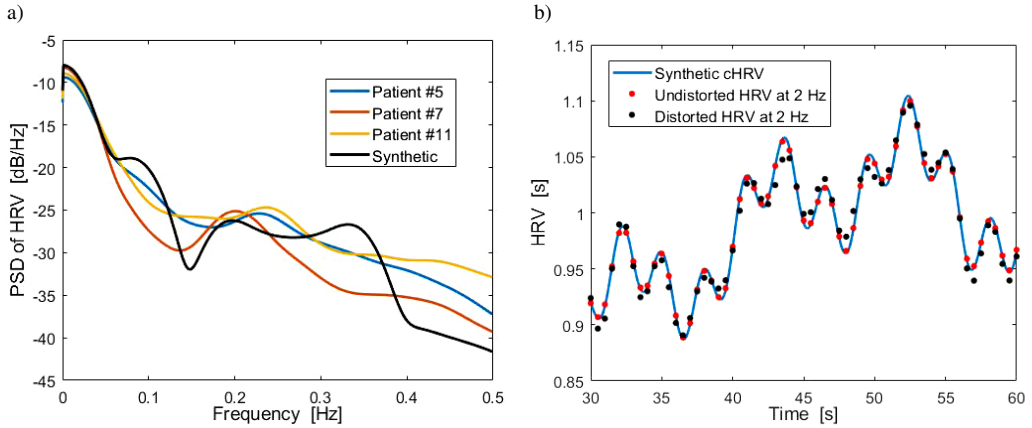 a)
-5
-10
-15
-20
-25
-30
-35
-40
-45
PSD of HRV [dB/Hz]
0
0.1
0.2
0.3
0.4
0.5
Frequency [Hz]
Patient #5
Patient #7
Patient #11
Synthetic
b)
1.15
1.1
1.05
1
0.95
0.9
0.85
HRV [s]
30
35
40
45
50
55
60
Time [s]
Synthetic cHRV
Undistorted HRV at 2 Hz
Distorted HRV at 2 Hz